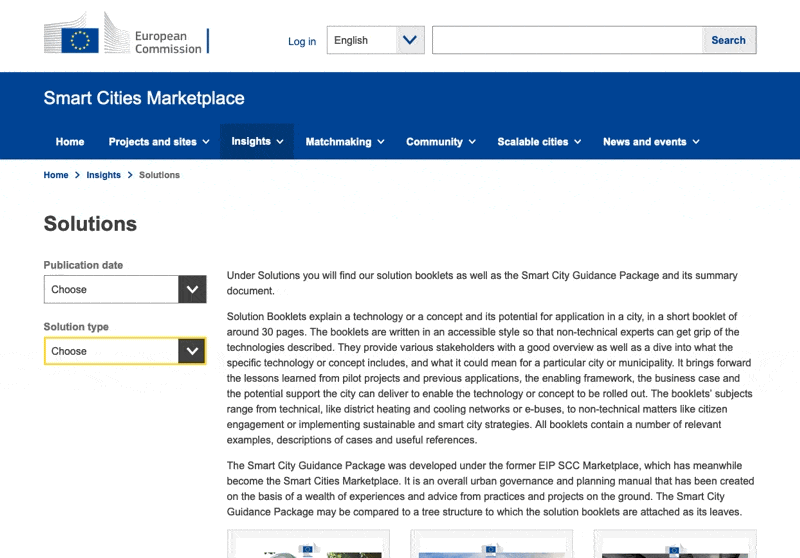 European
Commission
Log in
English
Search
Smart Cities Marketplace
Home Projects and sites Insights Matchmaking Community Scalable cities News and events
Home Insights Solutions
Solutions
Publication date
Choose
Solution type
Choose
Under Solutions you will find our solution booklets as well as the Smart City Guidance Package and its summary
document.
Solution Booklets explain a technology or a concept and its potential for application in a city, in a short booklet of
around 30 pages. The booklets are written in an accessible style so that non-technical experts can get grip of the
technologies described. They provide various stakeholders with a good overview as well as a dive into what the
specific technology or concept includes, and what it could mean for a particular city or municipality. It brings forward
the lessons learned from pilot projects and previous applications, the enabling framework, the business case and
the potential support the city can deliver to enable the technology or concept to be rolled out. The booklets' subjects
range from technical, like district heating and cooling networks or e-buses, to non-technical matters like citizen
engagement or implementing sustainable and smart city strategies. All booklets contain a number of relevant
examples, descriptions of cases and useful references.
The Smart City Guidance Package was developed under the former EIP SCC Marketplace, which has meanwhile
become the Smart Cities Marketplace. It is an overall urban governance and planning manual that has been created
on the basis of a wealth of experiences and advice from practices and projects on the ground. The Smart City
Guidance Package may be compared to a tree structure to which the solution booklets are attached as its leaves.